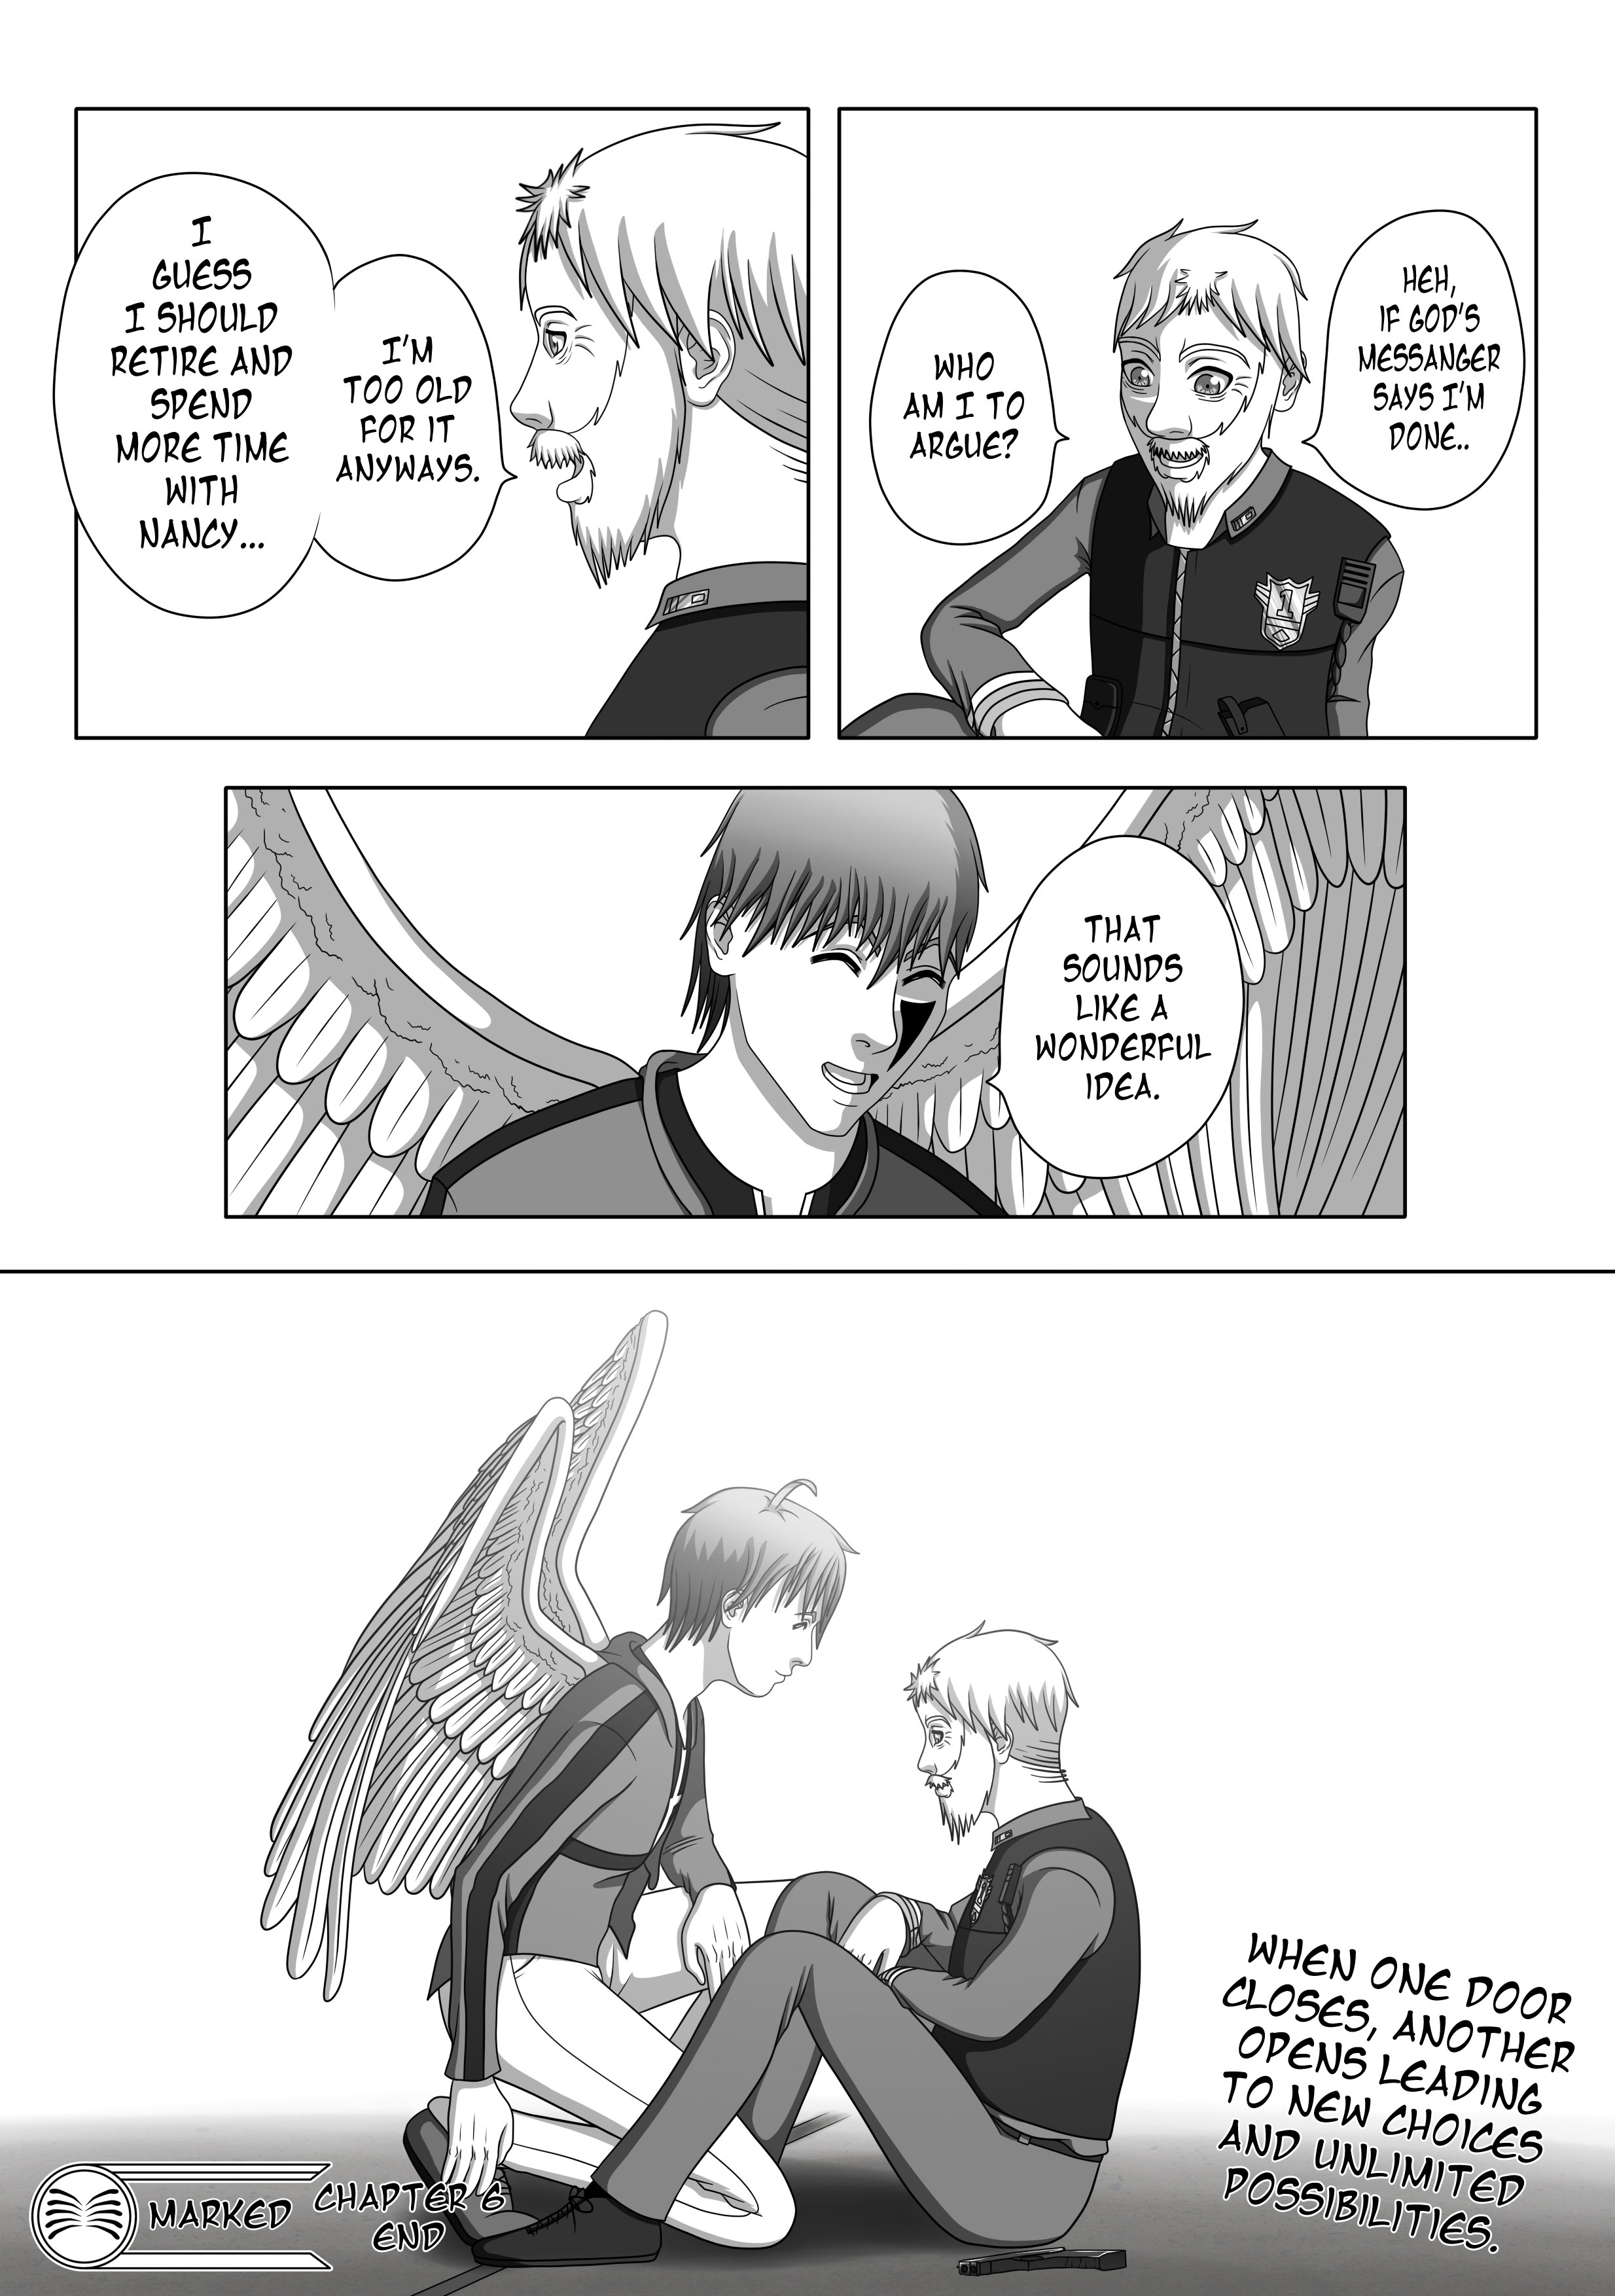 HEH,
IF GOD'S
MESSANGER
SAYS I'M
DONE..
WHO
AM I TO
ARGUE?
1
I'M
TOO OLD
FOR IT
ANYWAYS.
I
GUESS
I SHOULD
RETIRE AND
SPEND
MORE TIME
WITH
NANCY...
THAT
SOUNDS
LIKE A
WONDERFUL
IDEA.
WHEN ONE DOOR
CLOSES, ANOTHER
OPENS LEADING
TO NEW CHOICES
AND UNLIMITED
POSSIBILITIES.
MARKED
CHAPTER 6
END